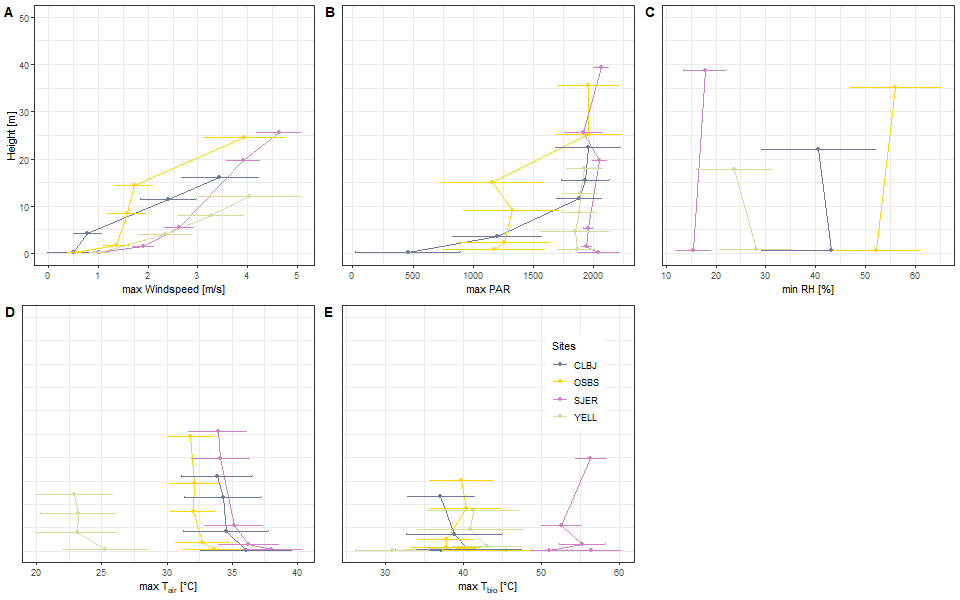 A
B
C
Height [m]
50
40
30
20
10
0
0
1
2
3
4
5
max Windspeed [m/s]
0
500
1000
1500
2000
max PAR
10
20
30
40
50
60
min RH [%]
D
E
20
25
30
35
40
max Tair [°C]
Sites
CLBJ
OSBS
SJER
YELL
30
40
50
60
max Tbio [°C]